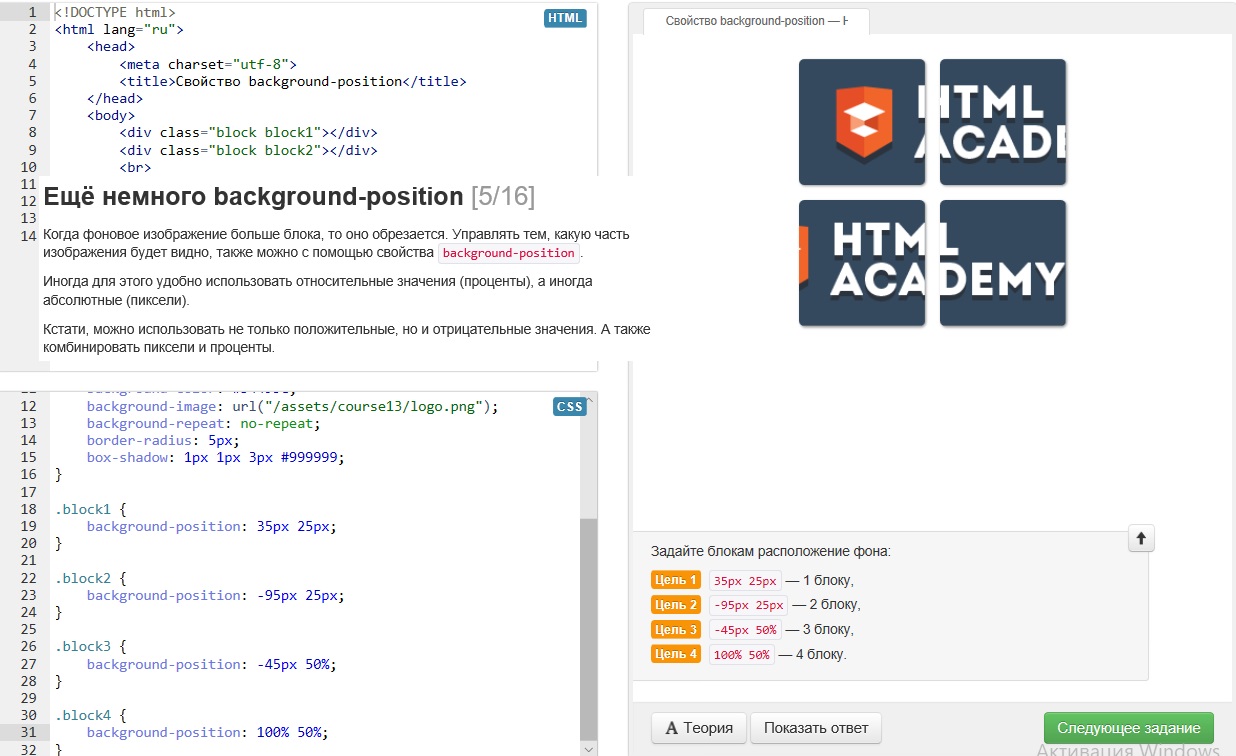 1 <!DOCTYPE html>
HTML
2 <html lang="ru">
3 <head>
4 <meta charset="utf-8">
5 <title>Свойство background-position</title>
6 </head>
7 <body>
8 <div class="block block1"></div>
9 <div class="block block2"></div>
10 <br>
11
12
13
14
Ещё немного background-position [5/16]
Когда фоновое изображение больше блока, то оно обрезается. Управлять тем, какую часть
изображения будет видно, также можно с помощью свойства background-position.
Иногда для этого удобно использовать относительные значения (проценты), а иногда
абсолютные (пиксели).
Кстати, можно использовать не только положительные, но и отрицательные значения. А также
комбинировать пиксели и проценты.
CSS
12 background-image: url("/assets/course13/logo.png");
13 background-repeat: no-repeat;
14 border-radius: 5px;
15 box-shadow: 1px 1px 3px #999999;
16 }
17
18 .block1 {
19 background-position: 35px 25px;
20 }
21
22 .block2 {
23 background-position: -95px 25px;
24 }
25
26 .block3 {
27 background-position: -45px 50%;
28 }
29
30 .block4 {
31 background-position: 100% 50%;
32 }
Свойство background-position —
HTML
ACADE
HTML
ACADEMY
Задайте блокам расположение фона:
Цель 1 35px 25px — 1 блоку,
Цель 2 -95px 25px — 2 блоку,
Цель 3 -45px 50% — 3 блоку,
Цель 4 100% 50% — 4 блоку.
A Теория
Показать ответ
Следующее задание
Активация Windows